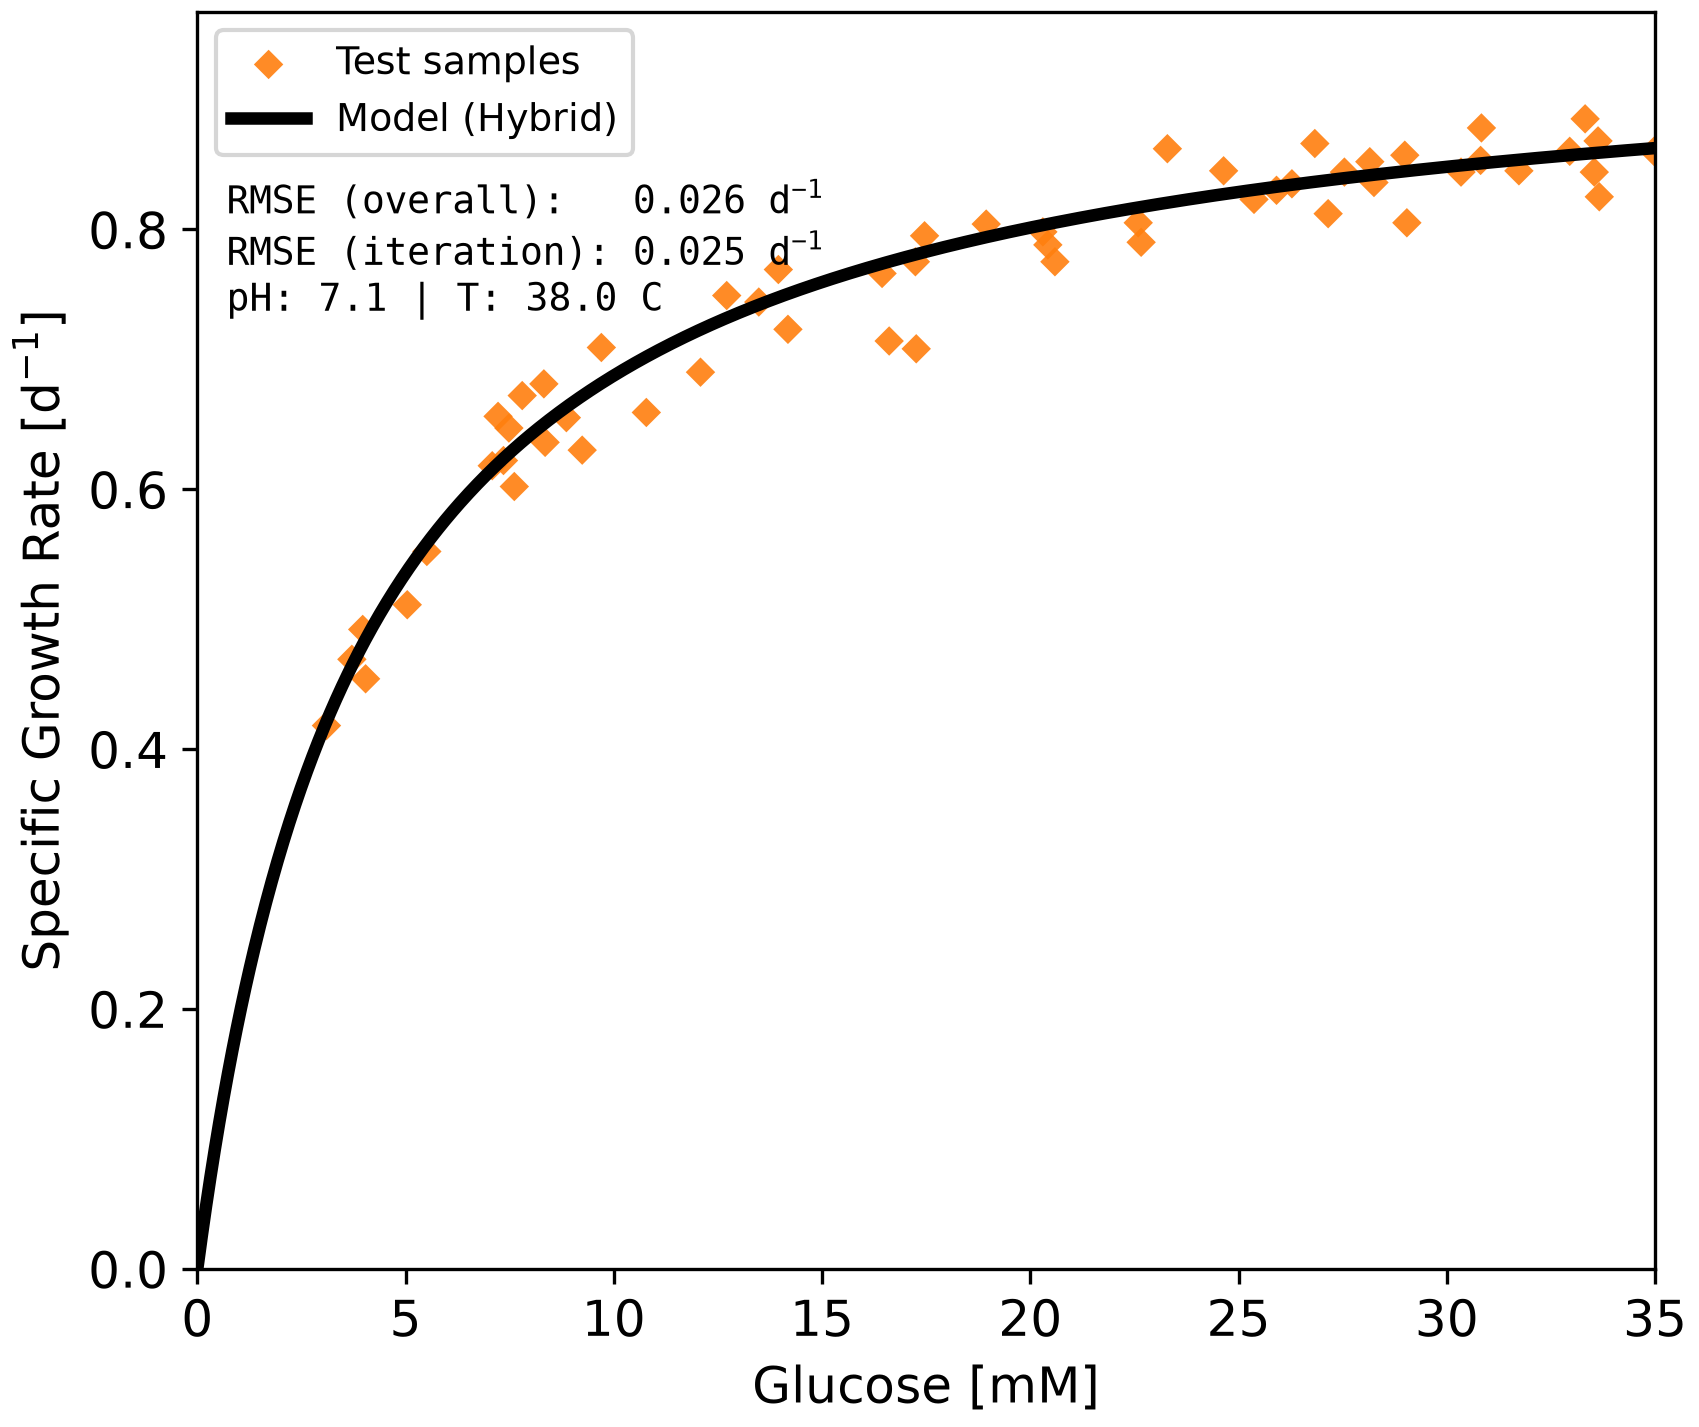 Test samples
Model (Hybrid)
RMSE (overall): 0.026 d⁻¹
RMSE (iteration): 0.025 d⁻¹
pH: 7.1 | T: 38.0 C
Specific Growth Rate [d⁻¹]
0.8
0.6
0.4
0.2
0.0
0 5 10 15 20 25 30 35
Glucose [mM]